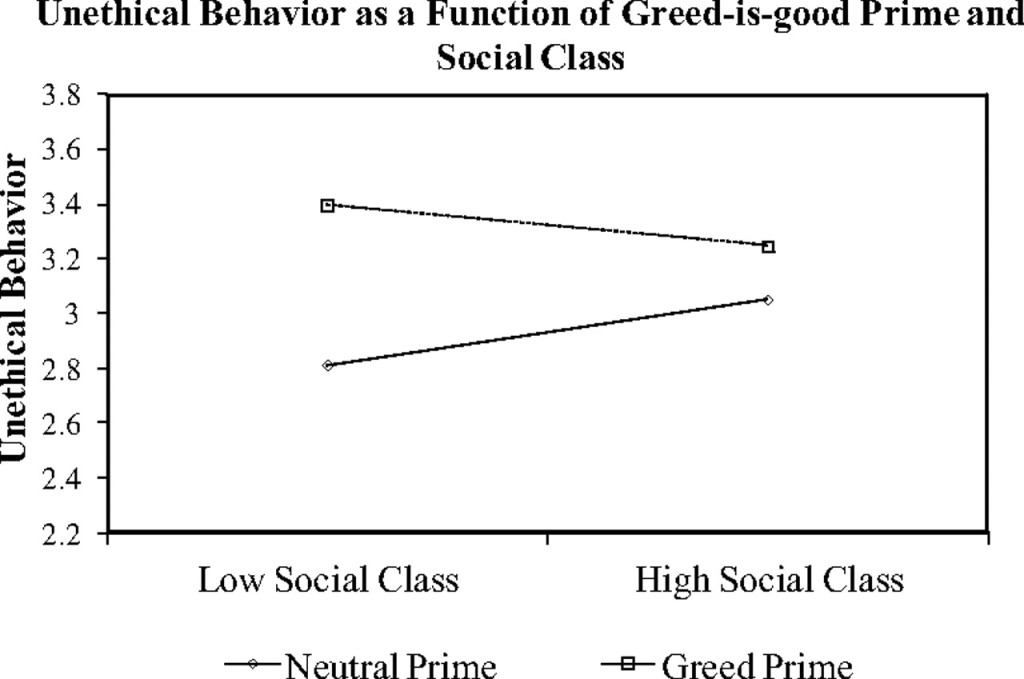 Unethical Behavior as a Function of Greed-is-good Prime and
Social Class
Unethical Behavior
3.8
3.6
3.4
3.2
3
2.8
2.6
2.4
2.2
Low Social Class High Social Class
Neutral Prime Greed Prime